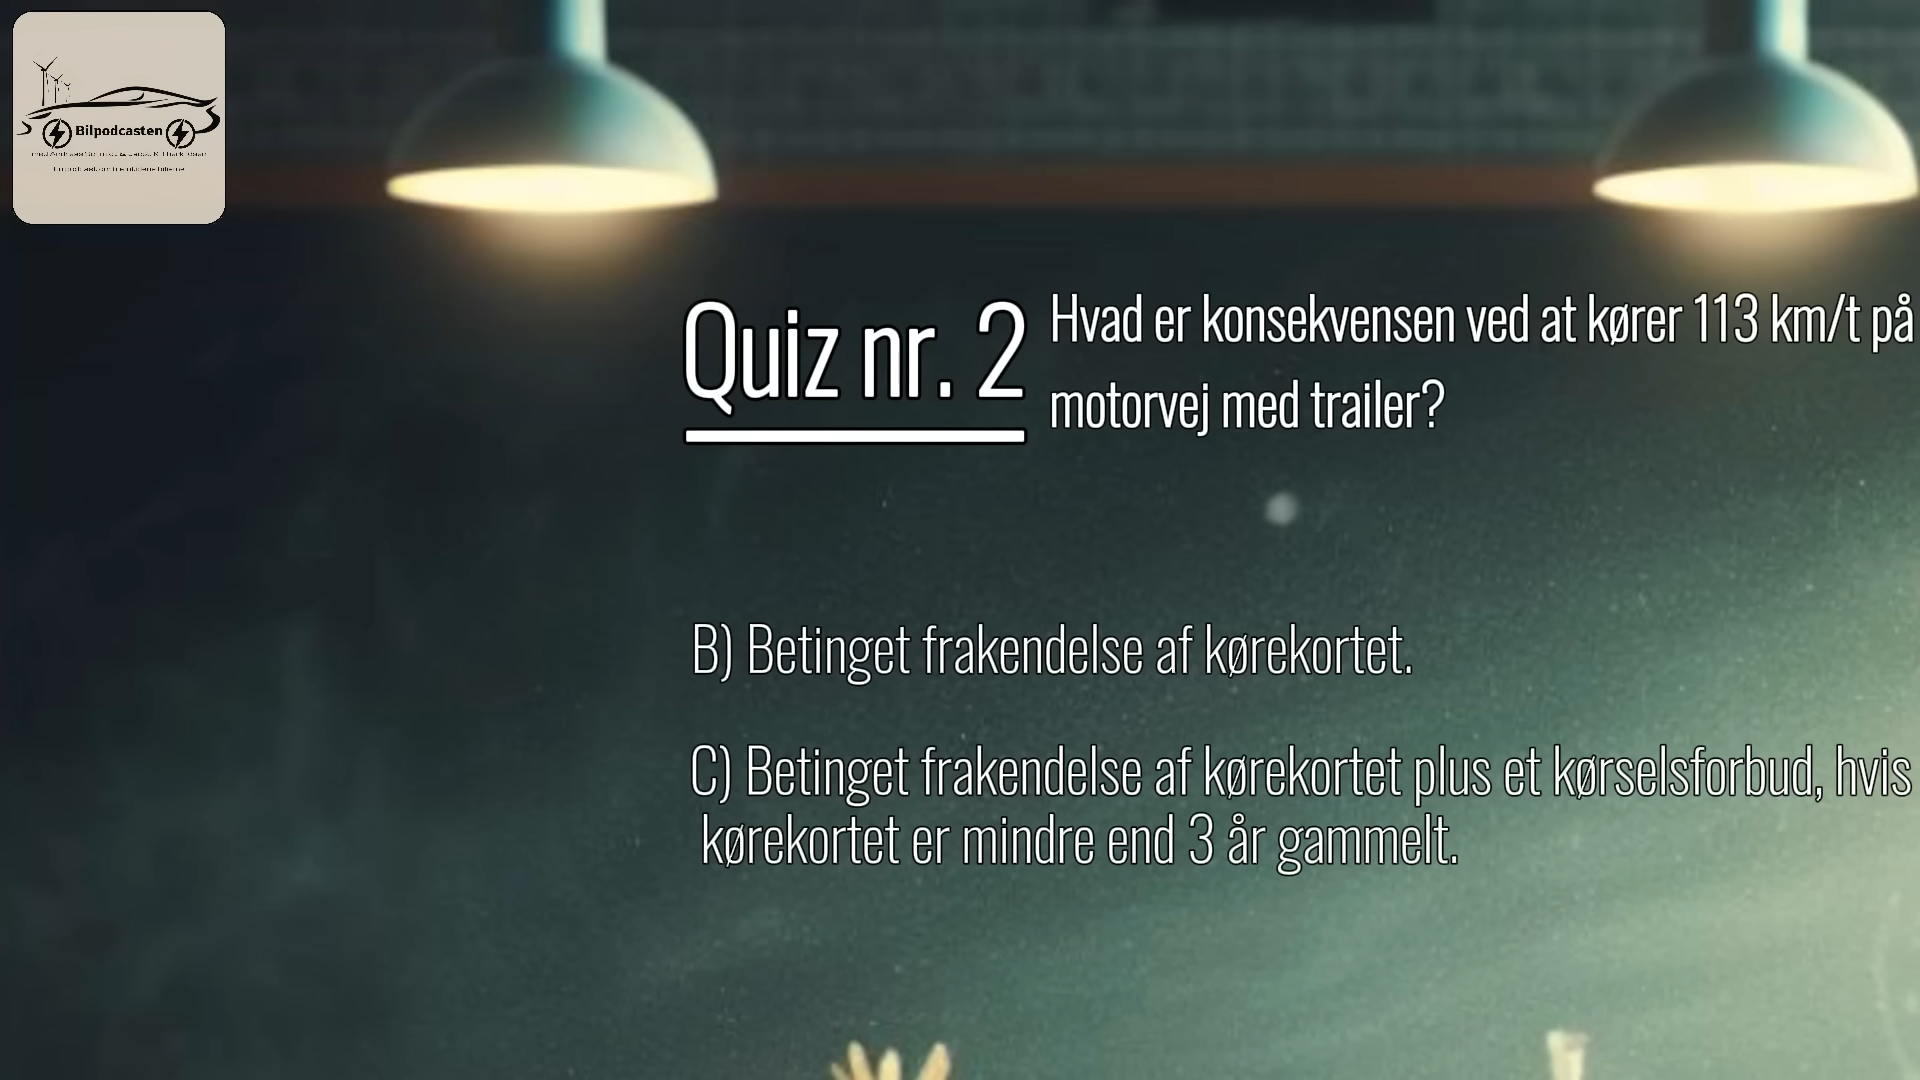 Bilpodcasten
Quiz nr. 2
Hvad er konsekvensen ved at kører 113 km/t på
motorvej med trailer?
B) Betinget frakendelse af kørekortet.
C) Betinget frakendelse af kørekortet plus et kørselsforbud, hvis
kørekortet er mindre end 3 år gammelt.